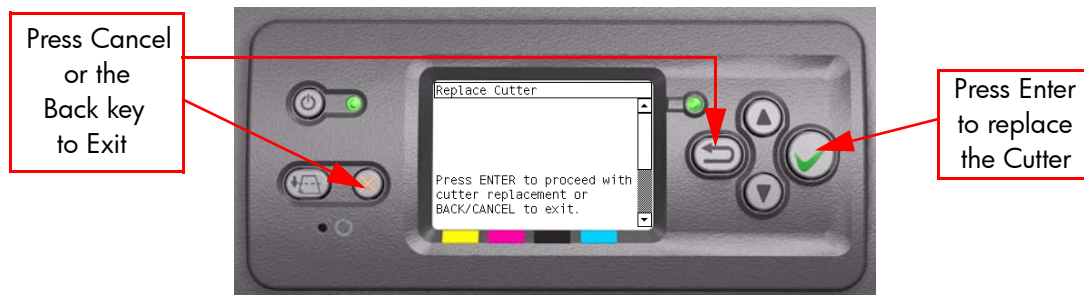 Press Cancel
or the
Back key
to Exit
Replace Cutter
Press ENTER to proceed with
cutter replacement or
BACK/CANCEL to exit.
Press Enter
to replace
the Cutter